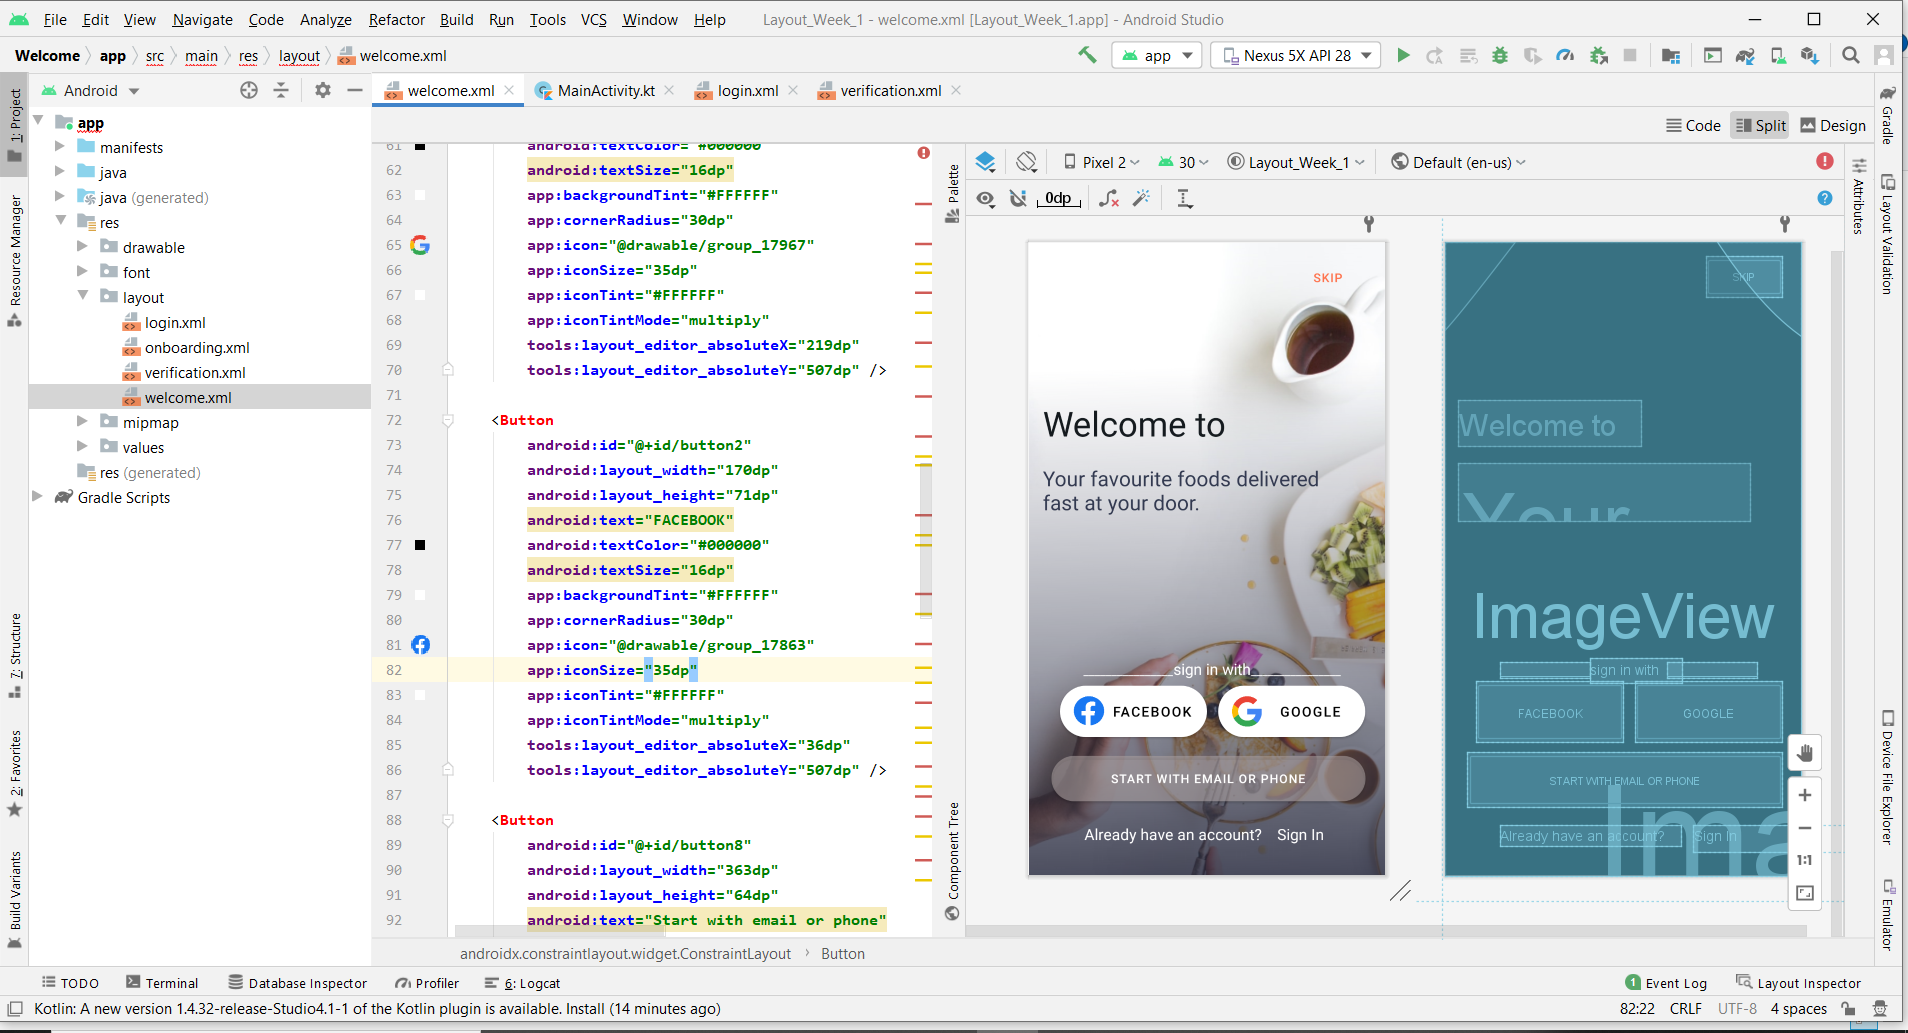 File Edit View Navigate Code Analyze Refactor Build Run Tools VCS Window Help Layout_Week_1 - welcome.xml [Layout_Week_1.app] - Android Studio
Welcome app src main res layout welcome.xml app Nexus 5X API 28
Android
welcome.xml MainActivity.kt login.xml verification.xml
Code Split Design
1: Project
Resource Manager
7: Structure
2: Favorites
Build Variants
app
manifests
java
java (generated)
res
drawable
font
layout
login.xml
onboarding.xml
verification.xml
welcome.xml
mipmap
values
res (generated)
Gradle Scripts
61 android:textColor="#000000"
62 android:textSize="16dp"
63 app:backgroundTint="#FFFFFF"
64 app:cornerRadius="30dp"
65 app:icon="@drawable/group_17967"
66 app:iconSize="35dp"
67 app:iconTint="#FFFFFF"
68 app:iconTintMode="multiply"
69 tools:layout_editor_absoluteX="219dp"
70 tools:layout_editor_absoluteY="507dp" />
71
72 <Button
73 android:id="@+id/button2"
74 android:layout_width="170dp"
75 android:layout_height="71dp"
76 android:text="FACEBOOK"
77 android:textColor="#000000"
78 android:textSize="16dp"
79 app:backgroundTint="#FFFFFF"
80 app:cornerRadius="30dp"
81 app:icon="@drawable/group_17863"
82 app:iconSize="35dp"
83 app:iconTint="#FFFFFF"
84 app:iconTintMode="multiply"
85 tools:layout_editor_absoluteX="36dp"
86 tools:layout_editor_absoluteY="507dp" />
87
88 <Button
89 android:id="@+id/button8"
90 android:layout_width="363dp"
91 android:layout_height="64dp"
92 android:text="Start with email or phone"
androidx.constraintlayout.widget.ConstraintLayout › Button
Palette
Component Tree
Pixel 2 30 Layout_Week_1 Default (en-us)
0dp
SKIP
Welcome to
Your favourite foods delivered
fast at your door.
sign in with
FACEBOOK GOOGLE
START WITH EMAIL OR PHONE
Already have an account? Sign In
SKIP
Welcome to
Your
ImageView
sign in with
FACEBOOK GOOGLE
START WITH EMAIL OR PHONE
Already have an account? Sign in
Ima
1:1
Attributes
Gradle
Layout Validation
Device File Explorer
Emulator
TODO Terminal Database Inspector Profiler 6: Logcat 1 Event Log Layout Inspector
Kotlin: A new version 1.4.32-release-Studio4.1-1 of the Kotlin plugin is available. Install (14 minutes ago) 82:22 CRLF UTF-8 4 spaces